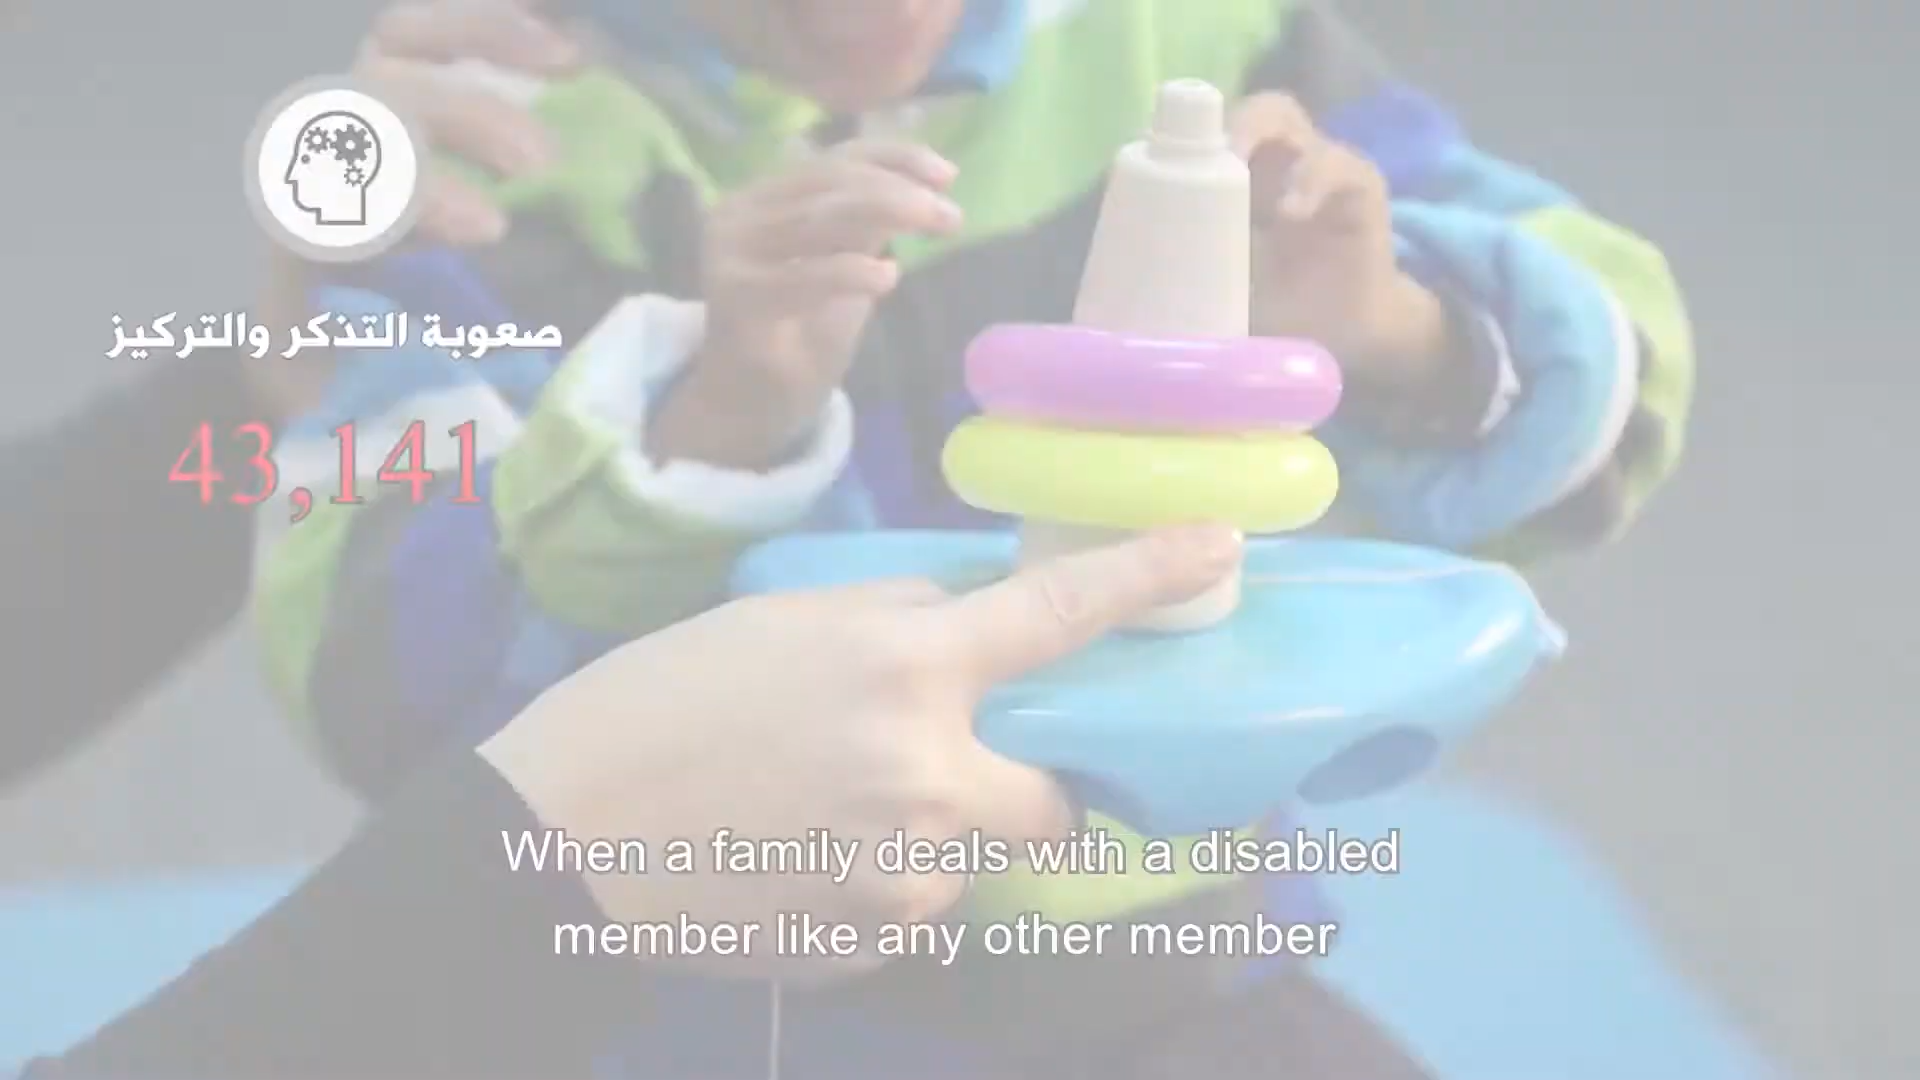 صعوبة التذكر والتركيز
43,141
When a family deals with a disabled
member like any other member